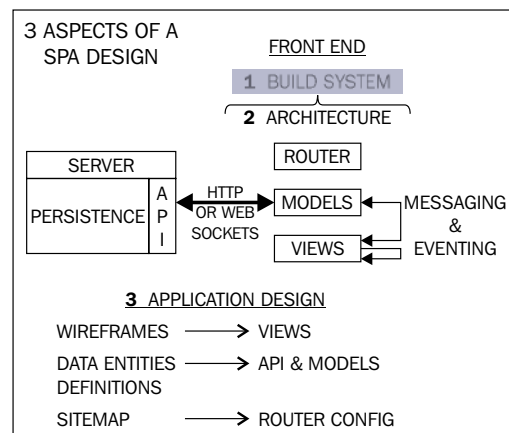 3 ASPECTS OF A
SPA DESIGN
FRONT END
1 BUILD SYSTEM
2 ARCHITECTURE
ROUTER
SERVER
PERSISTENCE
A
P
I
HTTP
OR WEB
SOCKETS
MODELS
VIEWS
MESSAGING
&
EVENTING
3 APPLICATION DESIGN
WIREFRAMES
VIEWS
DATA ENTITIES
DEFINITIONS
API & MODELS
SITEMAP
ROUTER CONFIG